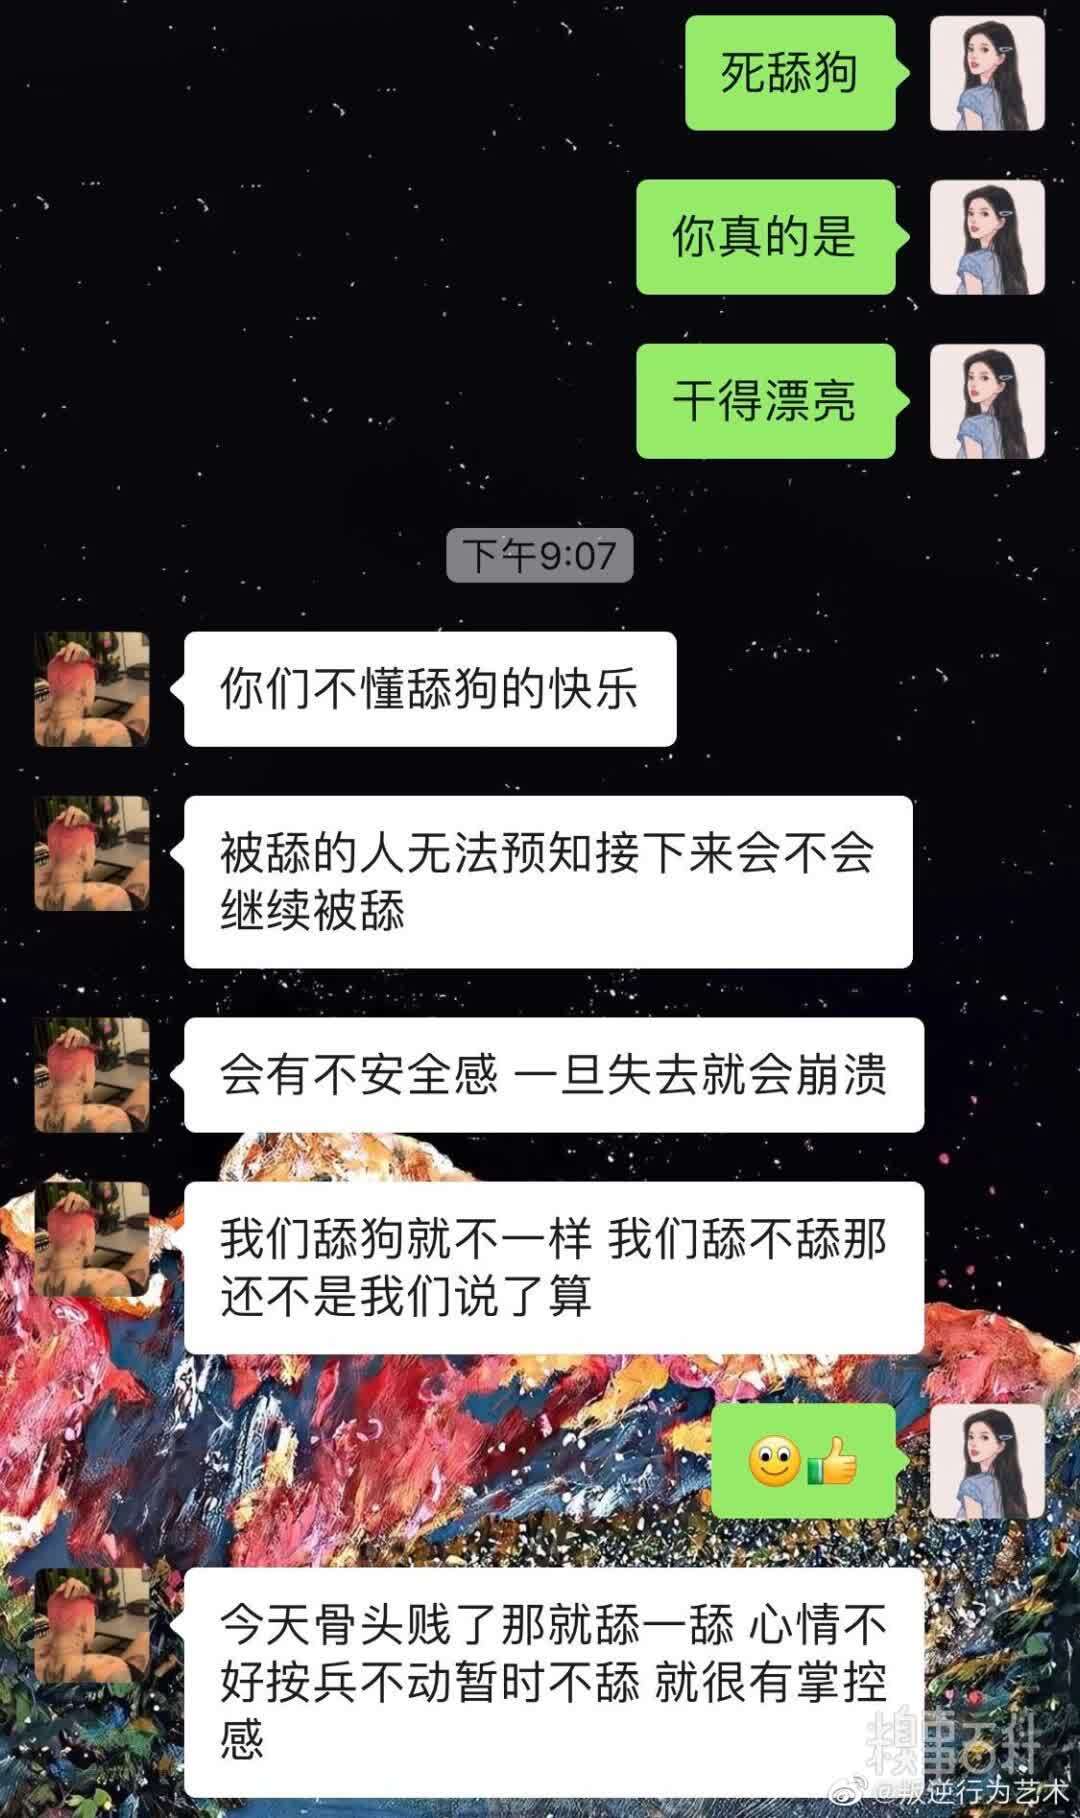 死舔狗
你真的是
干得漂亮
下午9:07
你们不懂舔狗的快乐
被舔的人无法预知接下来会不会
继续被舔
会有不安全感 一旦失去就会崩溃
我们舔狗就不一样 我们舔不舔那
还不是我们说了算
今天骨头贱了那就舔一舔 心情不
好按兵不动暂时不舔 就很有掌控
感
糗事百科
@叛逆行为艺术